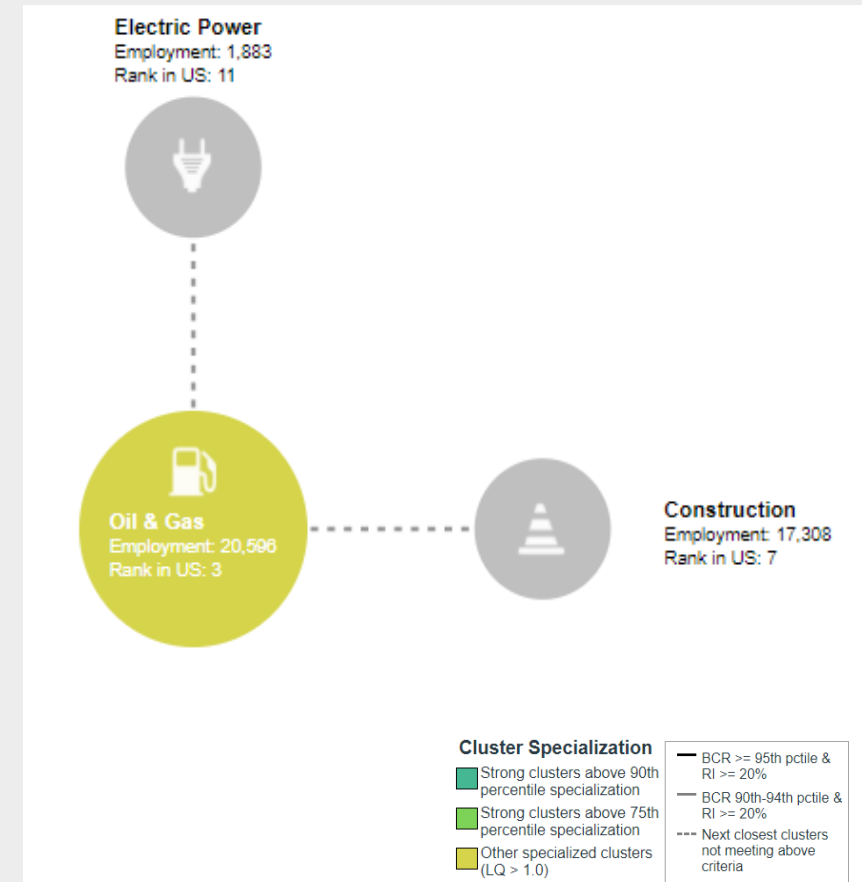 Electric Power
Employment: 1,883
Rank in US: 11
Oil & Gas
Employment: 20,596
Rank in US: 3
Construction
Employment: 17,308
Rank in US: 7
Cluster Specialization
Strong clusters above 90th
percentile specialization
Strong clusters above 75th
percentile specialization
Other specialized clusters
(LQ > 1.0)
BCR >= 95th pctile &
RI >= 20%
BCR 90th-94th pctile &
RI >= 20%
Next closest clusters
not meeting above
criteria